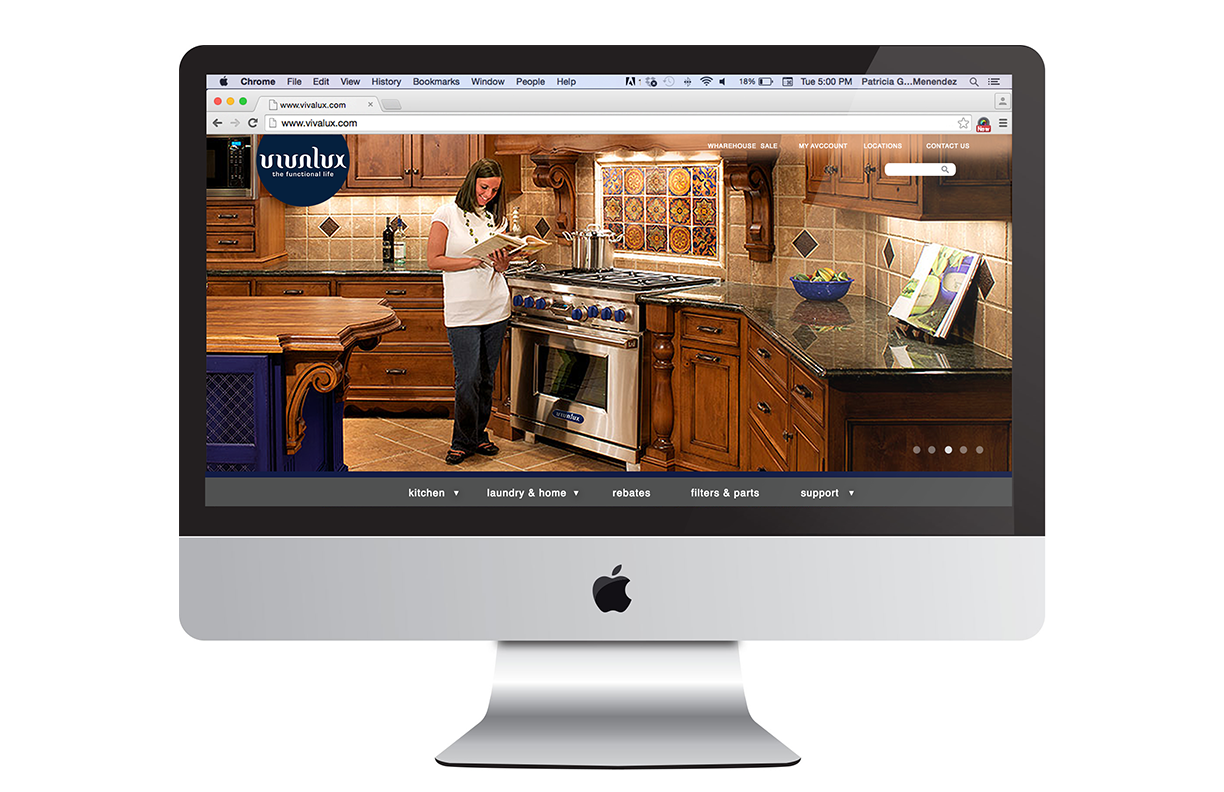 Chrome File Edit View History Bookmarks Window People Help 18% Tue 5:00 PM Patricia G...Menendez
www.vivalux.com
www.vivalux.com
New
WHAREHOUSE SALE MY AVCCOUNT LOCATIONS CONTACT US
vivalux
the functional life
vivalux
kitchen ▼ laundry & home ▼ rebates filters & parts support ▼